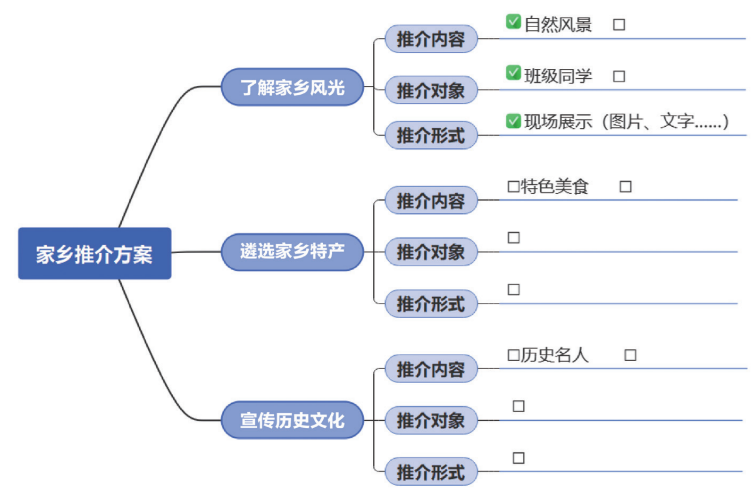 ✅自然风景 □
推介内容
✅班级同学 □
了解家乡风光
推介对象
✅现场展示（图片、文字……）
推介形式
□特色美食 □
推介内容
□
家乡推介方案
遴选家乡特产
推介对象
□
推介形式
□历史名人 □
推介内容
□
宣传历史文化
推介对象
□
推介形式